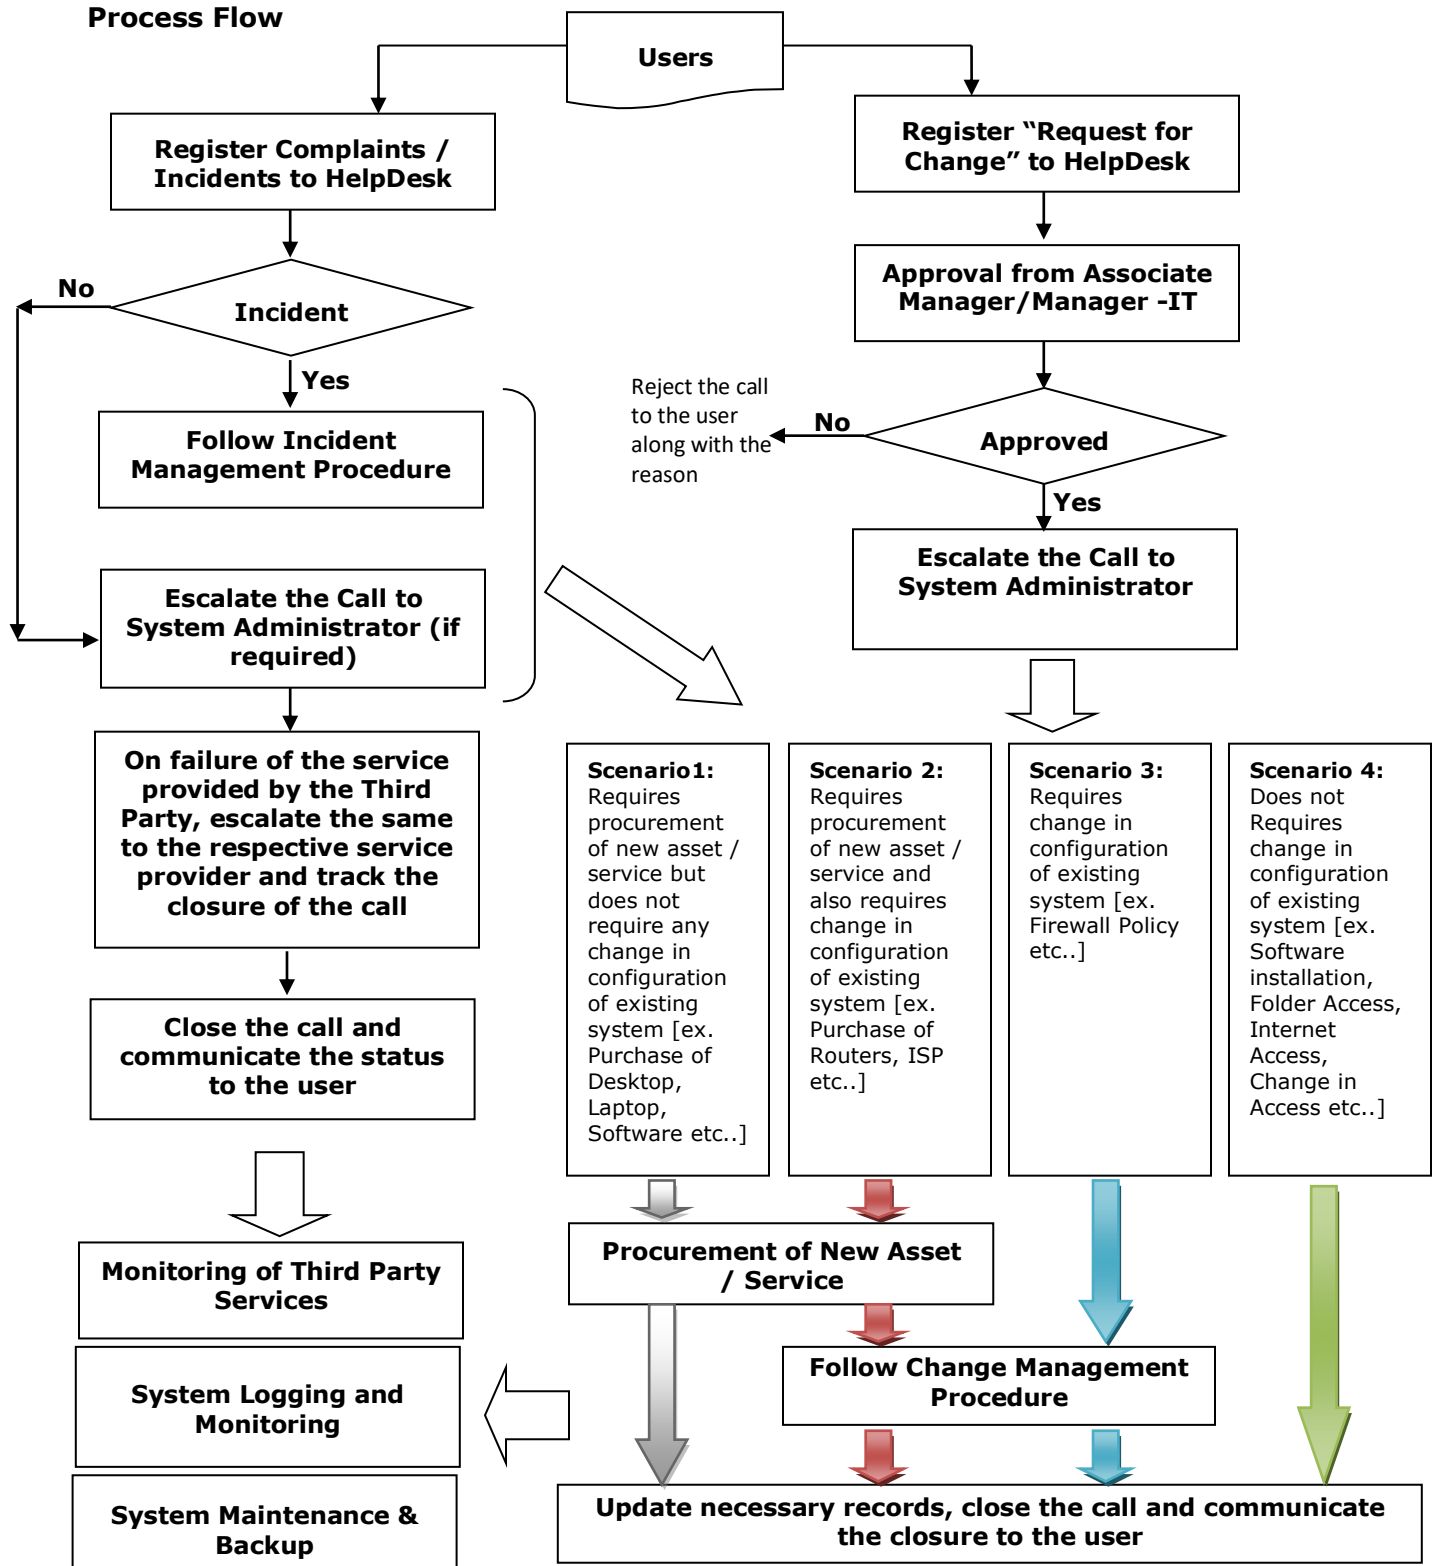 Process Flow
Users
Register Complaints /
Incidents to HelpDesk
Register “Request for
Change” to HelpDesk
No
Incident
Yes
Approval from Associate
Manager/Manager -IT
Follow Incident
Management Procedure
Reject the call
to the user
along with the
reason
No
Approved
Yes
Escalate the Call to
System Administrator
Escalate the Call to
System Administrator (if
required)
On failure of the service
provided by the Third
Party, escalate the same
to the respective service
provider and track the
closure of the call
Close the call and
communicate the status
to the user
Scenario1:
Requires
procurement
of new asset /
service but
does not
require any
change in
configuration
of existing
system [ex.
Purchase of
Desktop,
Laptop,
Software etc..]
Scenario 2:
Requires
procurement
of new asset /
service and
also requires
change in
configuration
of existing
system [ex.
Purchase of
Routers, ISP
etc..]
Scenario 3:
Requires
change in
configuration
of existing
system [ex.
Firewall Policy
etc..]
Scenario 4:
Does not
Requires
change in
configuration
of existing
system [ex.
Software
installation,
Folder Access,
Internet
Access,
Change in
Access etc..]
Monitoring of Third Party
Services
Procurement of New Asset
/ Service
System Logging and
Monitoring
Follow Change Management
Procedure
System Maintenance &
Backup
Update necessary records, close the call and communicate
the closure to the user